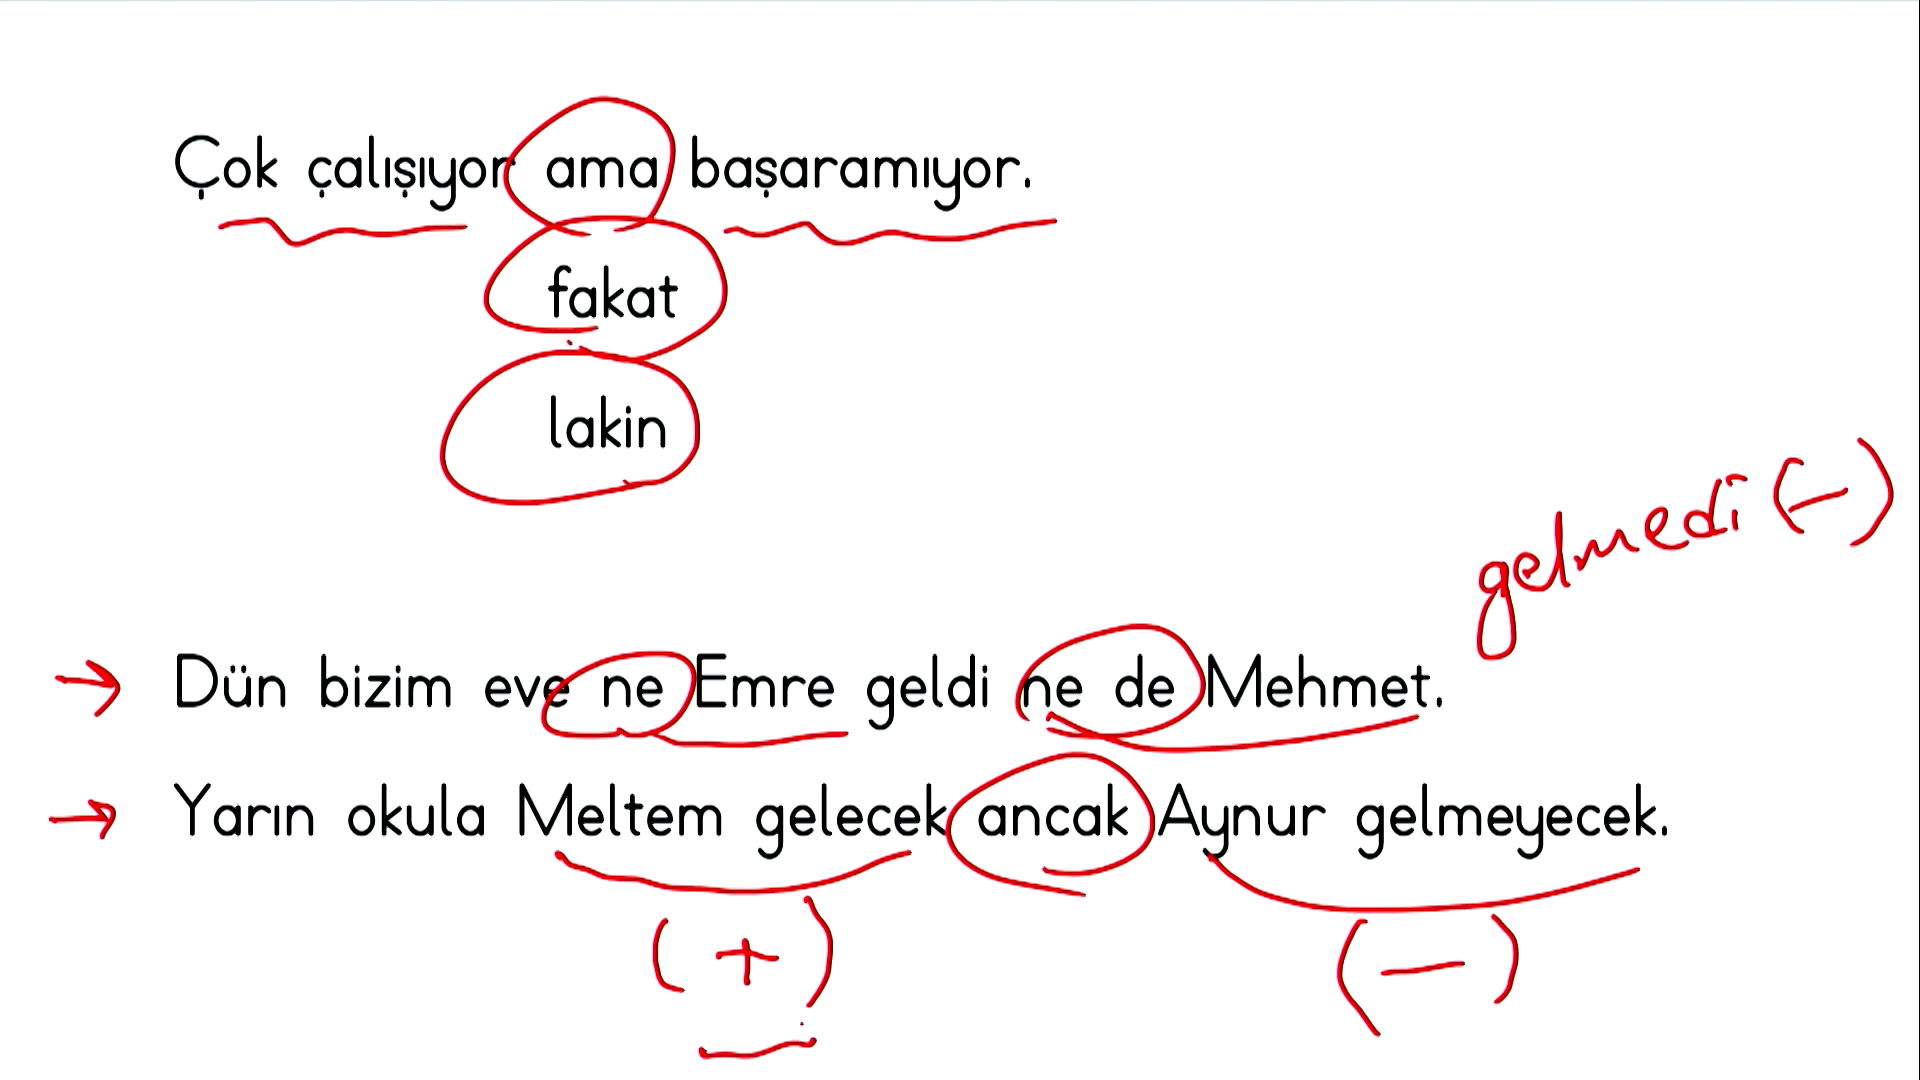 Çok çalışıyor ama başaramıyor.
fakat
lakin
gelmedi (-)
Dün bizim eve ne Emre geldi ne de Mehmet.
Yarın okula Meltem gelecek ancak Aynur gelmeyecek.
(+) (-)